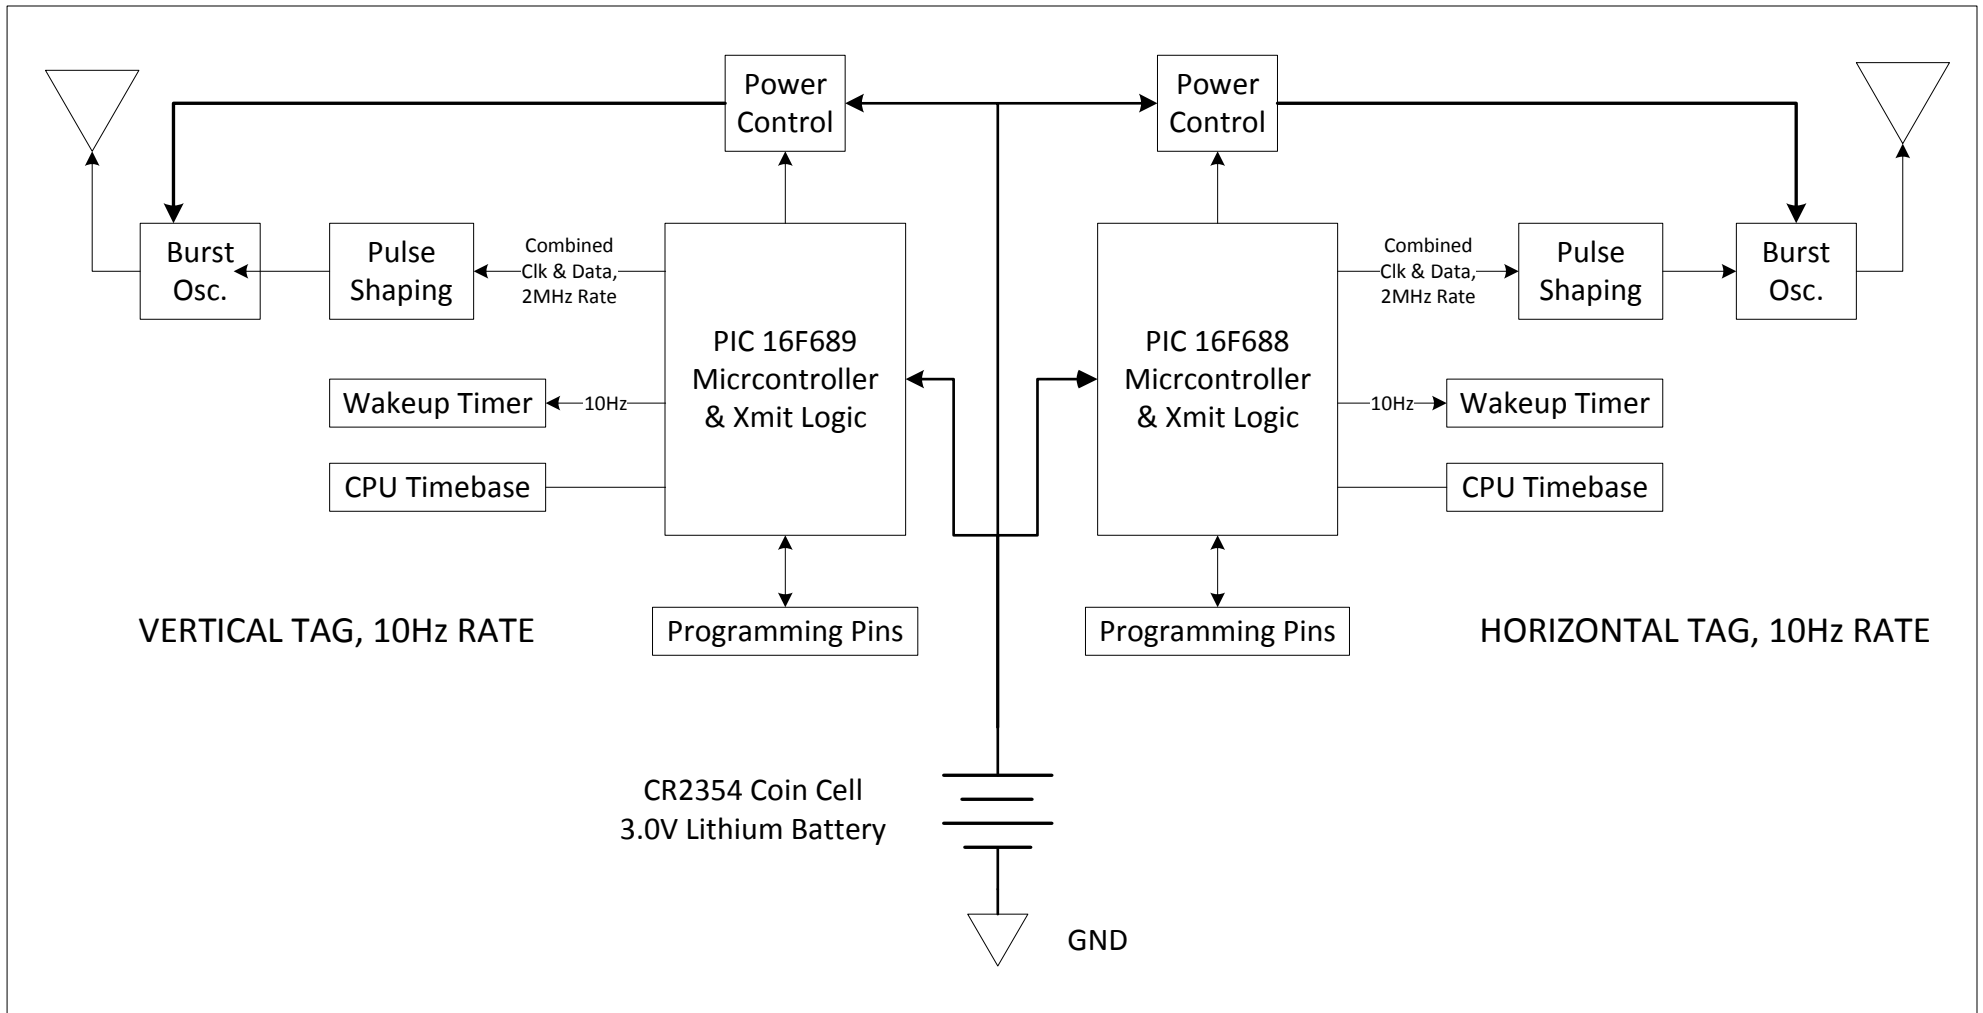 Power
Control
Power
Control
Burst
Osc.
Pulse
Shaping
Combined
Clk & Data,
2MHz Rate
Combined
Clk & Data,
2MHz Rate
Pulse
Shaping
Burst
Osc.
PIC 16F689
Micrcontroller
& Xmit Logic
PIC 16F688
Micrcontroller
& Xmit Logic
Wakeup Timer
10Hz
10Hz
Wakeup Timer
CPU Timebase
CPU Timebase
VERTICAL TAG, 10Hz RATE
Programming Pins
Programming Pins
HORIZONTAL TAG, 10Hz RATE
CR2354 Coin Cell
3.0V Lithium Battery
GND